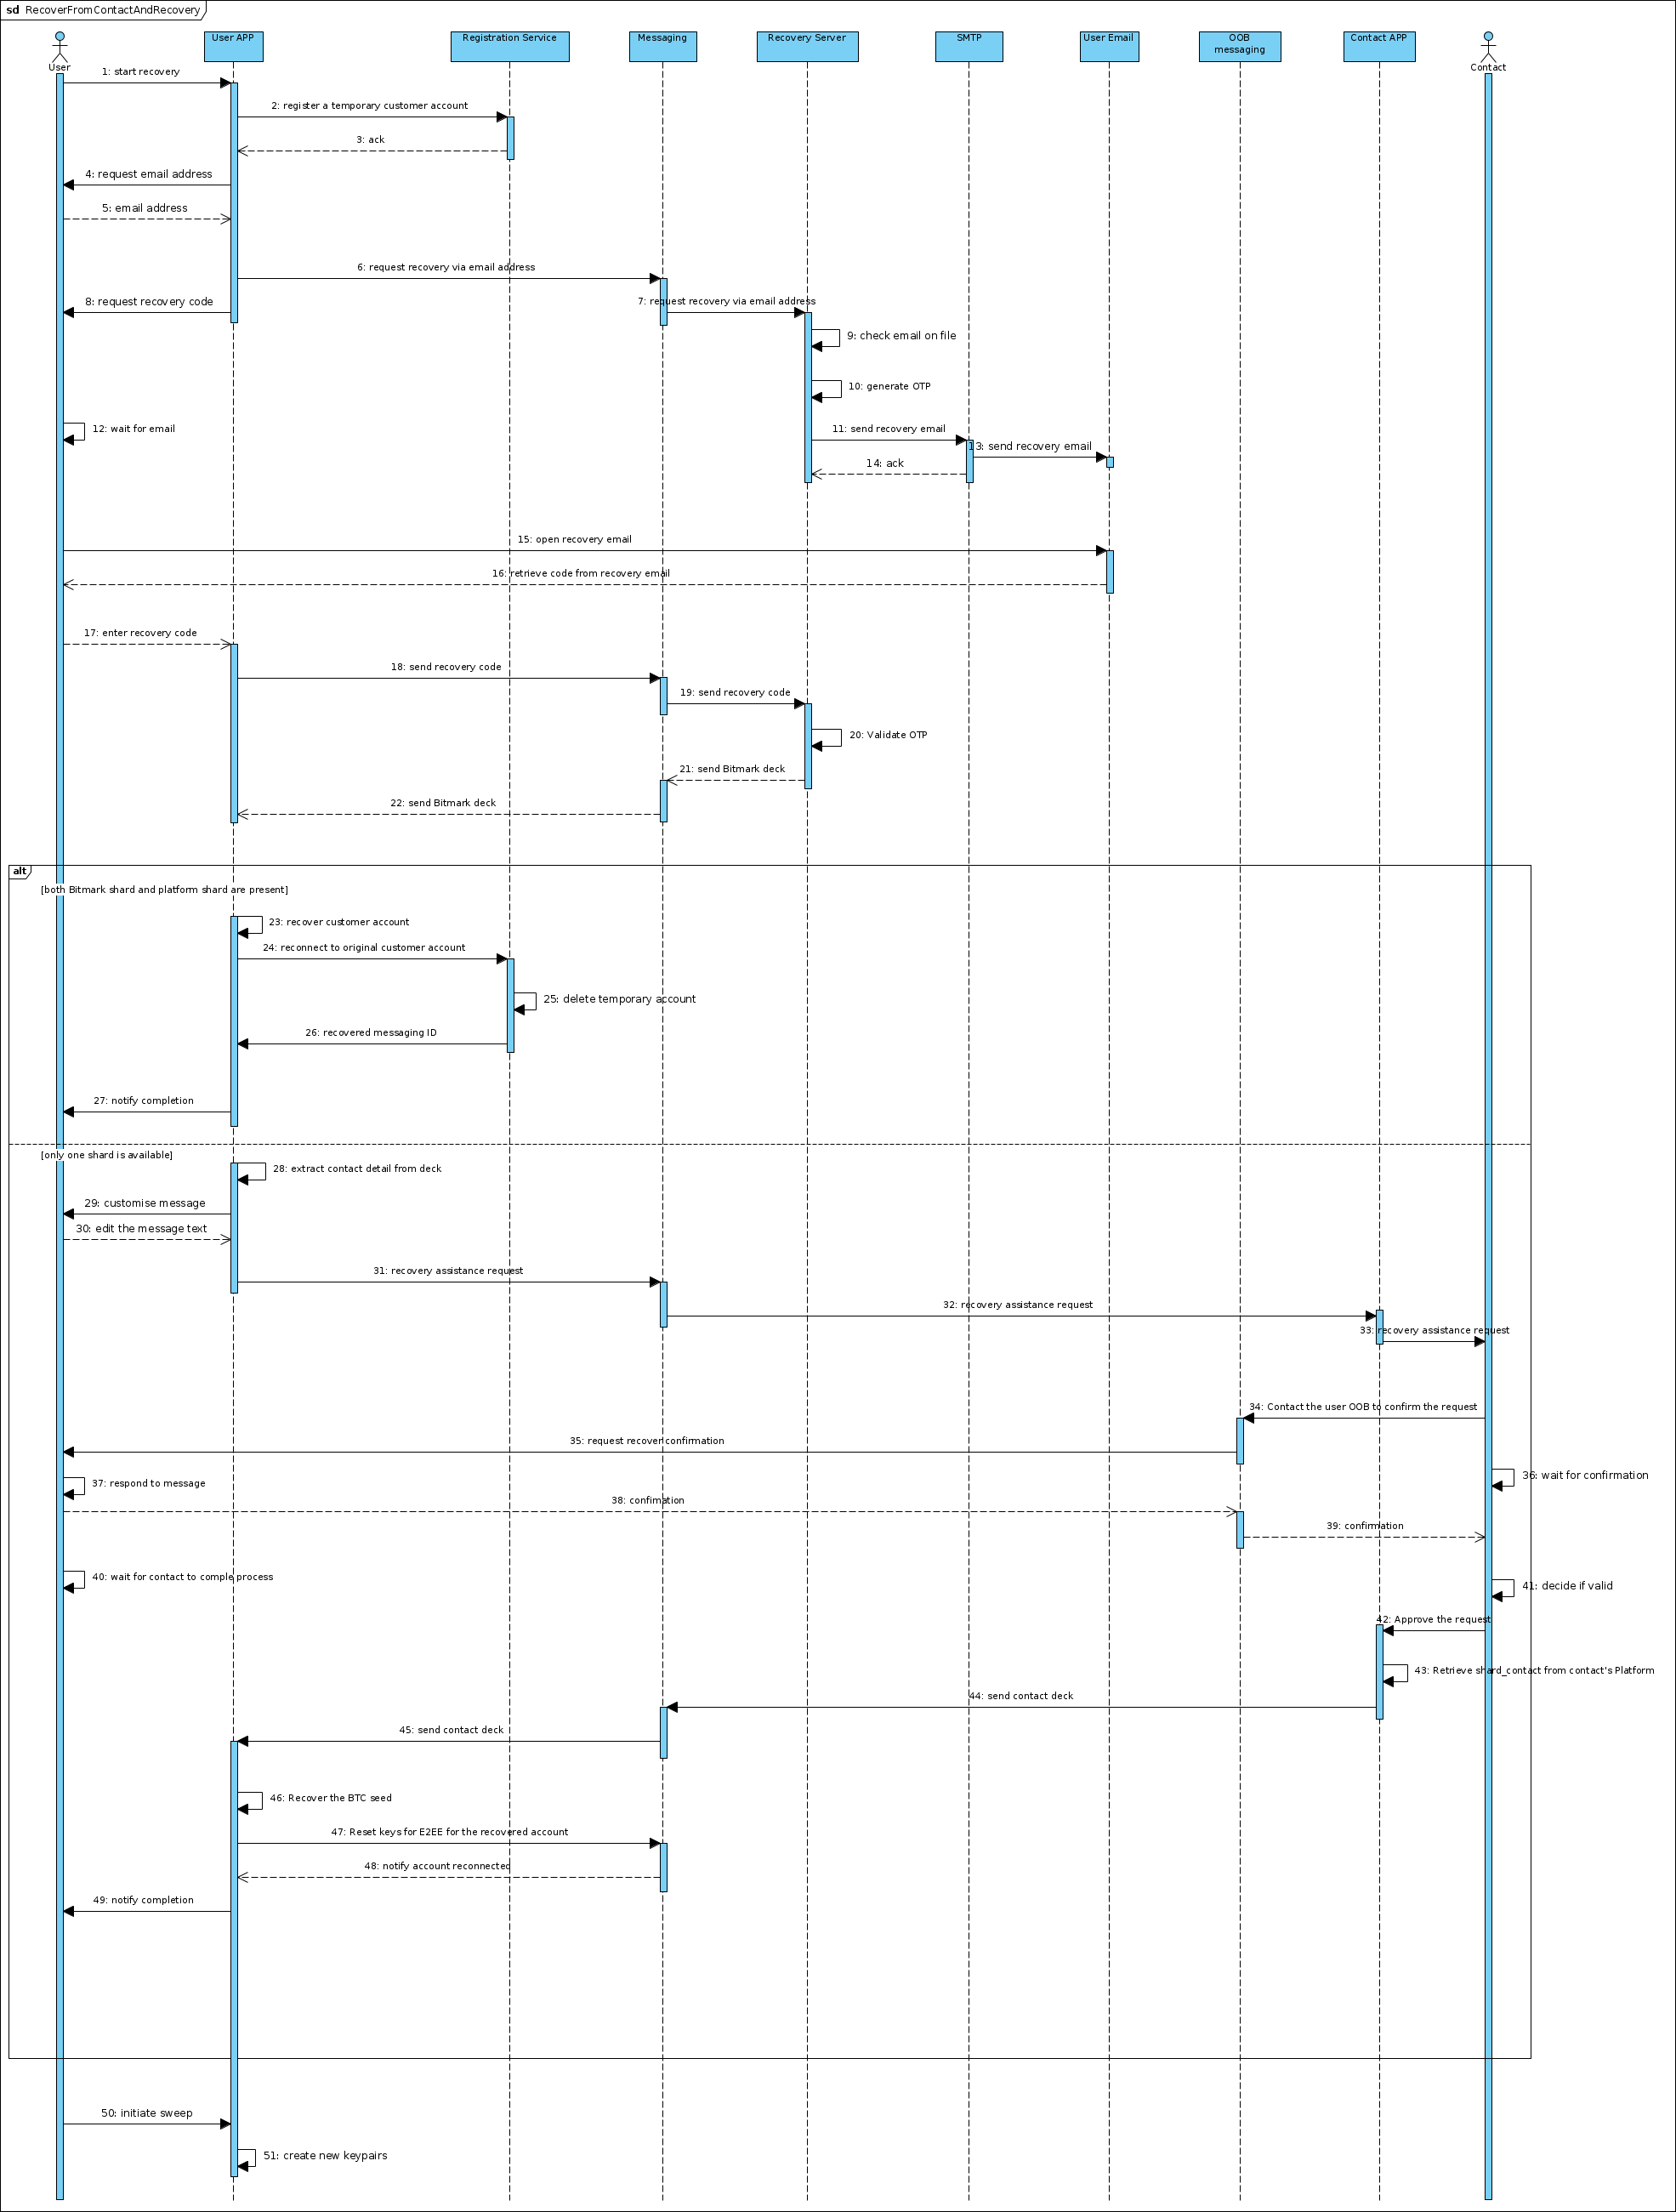 sd RecoverFromContactAndRecovery
User
User APP
Registration Service
Messaging
Recovery Server
SMTP
User Email
OOB
messaging
Contact APP
Contact
1: start recovery
2: register a temporary customer account
3: ack
4: request email address
5: email address
6: request recovery via email address
8: request recovery code
7: request recovery via email address
9: check email on file
10: generate OTP
12: wait for email
11: send recovery email
13: send recovery email
14: ack
15: open recovery email
16: retrieve code from recovery email
17: enter recovery code
18: send recovery code
19: send recovery code
20: Validate OTP
21: send Bitmark deck
22: send Bitmark deck
alt
[both Bitmark shard and platform shard are present]
23: recover customer account
24: reconnect to original customer account
25: delete temporary account
26: recovered messaging ID
27: notify completion
[only one shard is available]
28: extract contact detail from deck
29: customise message
30: edit the message text
31: recovery assistance request
32: recovery assistance request
33: recovery assistance request
34: Contact the user OOB to confirm the request
35: request recover confirmation
36: wait for confirmation
37: respond to message
38: confimation
39: confirmation
40: wait for contact to comple process
41: decide if valid
42: Approve the request
43: Retrieve shard_contact from contact's Platform
44: send contact deck
45: send contact deck
46: Recover the BTC seed
47: Reset keys for E2EE for the recovered account
48: notify account reconnected
49: notify completion
50: initiate sweep
51: create new keypairs